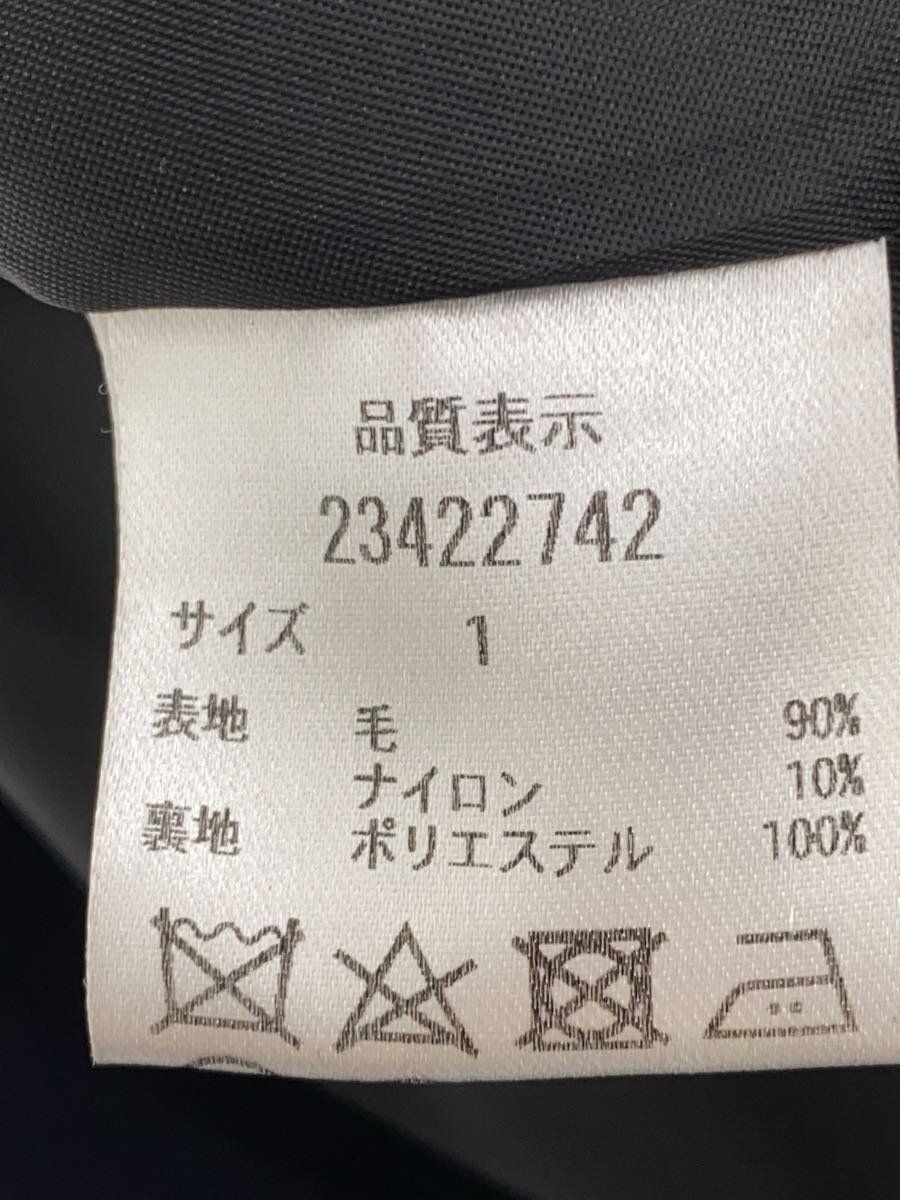 品質表示
23422742
サイズ 1
表地 毛 90%
ナイロン 10%
裏地 ポリエステル 100%